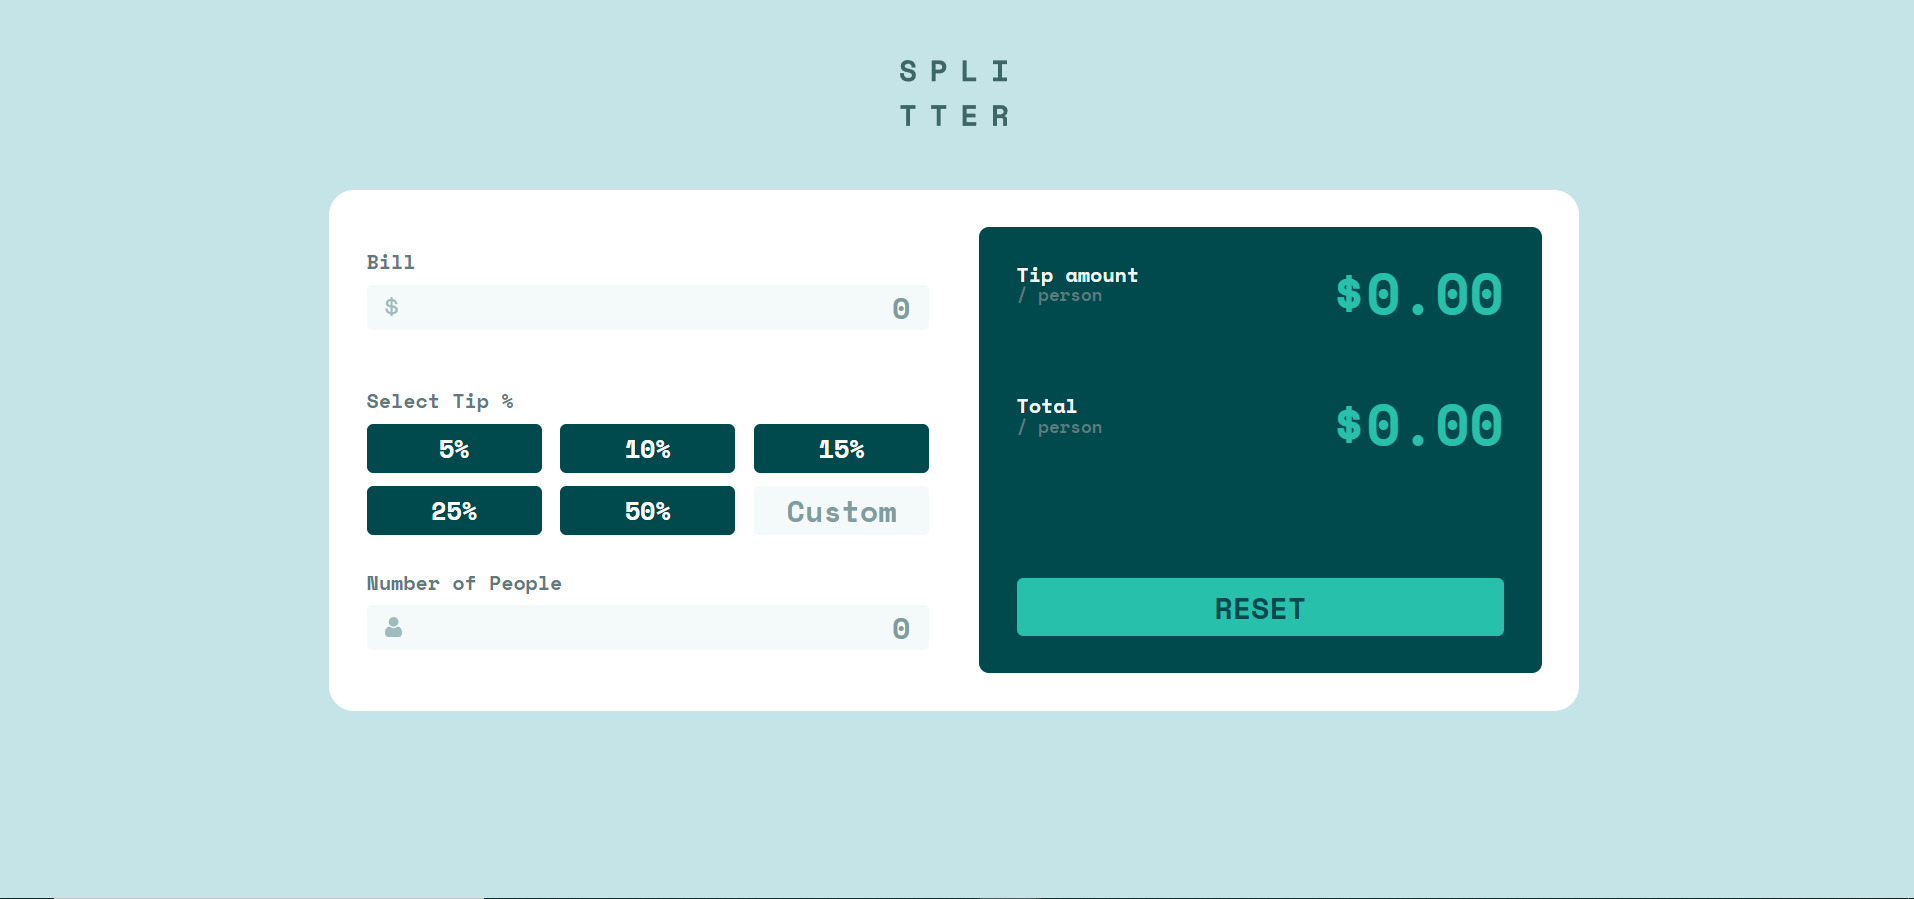 SPLI
TTER
Bill
$ 0
Select Tip %
5% 10% 15%
25% 50% Custom
Number of People
0
Tip amount
/ person
$0.00
Total
/ person
$0.00
RESET